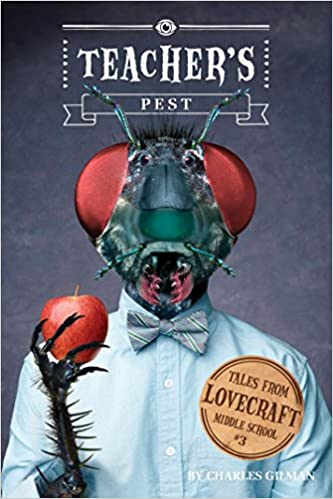 TEACHER'S
PEST
TALES FROM
LOVECRAFT
MIDDLE SCHOOL
#3
BY CHARLES GILMAN